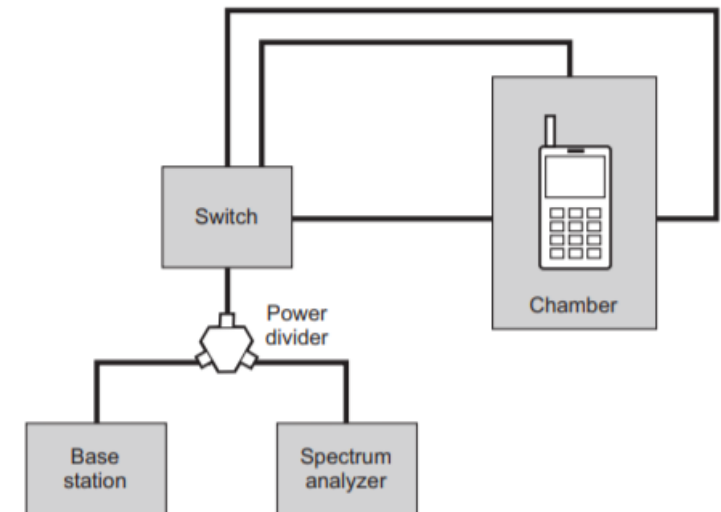 Switch
Chamber
Power
divider
Base
station
Spectrum
analyzer